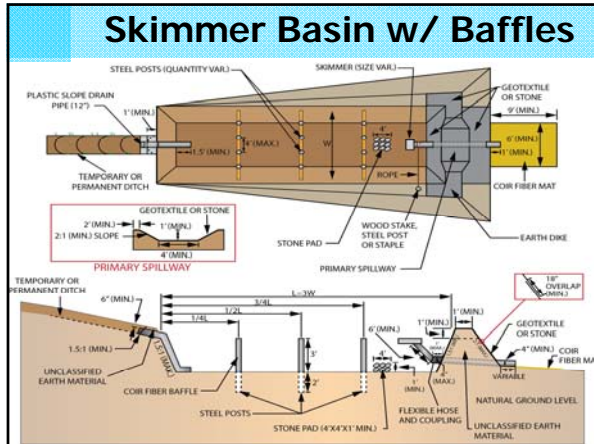 Skimmer Basin w/ Baffles
STEEL POSTS (QUANTITY VAR.)
SKIMMER (SIZE VAR.)
GEOTEXTILE
OR STONE
PLASTIC SLOPE DRAIN
PIPE (12")
1' (MIN.)
9' (MIN.)
4'
1.5' (MIN.)
4' (MAX.)
W
6' (MIN.)
1' (MIN.)
TEMPORARY OR
PERMANENT DITCH
ROPE
COIR FIBER MAT
GEOTEXTILE OR STONE
2' (MIN.)
1' (MIN.)
2:1 (MIN.) SLOPE
4' (MIN.)
PRIMARY SPILLWAY
STONE PAD
WOOD STAKE,
STEEL POST
OR STAPLE
EARTH DIKE
PRIMARY SPILLWAY
18"
OVERLAP
(MIN.)
TEMPORARY OR
PERMANENT DITCH
L=3W
3/4L
1/2L
1/4L
6" (MIN.)
1' (MIN.)
1' (MIN.)
GEOTEXTILE
OR STONE
1.5:1 (MIN.)
1.5:1 (MAX.)
3'
6' (MIN.)
4'
4" (MIN.)
COIR FIBER MAT
UNCLASSIFIED
EARTH MATERIAL
2'
1'
(MIN.)
(MAX.)
VARIABLE
COIR FIBER BAFFLE
FLEXIBLE HOSE
AND COUPLING
NATURAL GROUND LEVEL
STEEL POSTS
STONE PAD (4'X4'X1' MIN.)
UNCLASSIFIED EARTH
MATERIAL